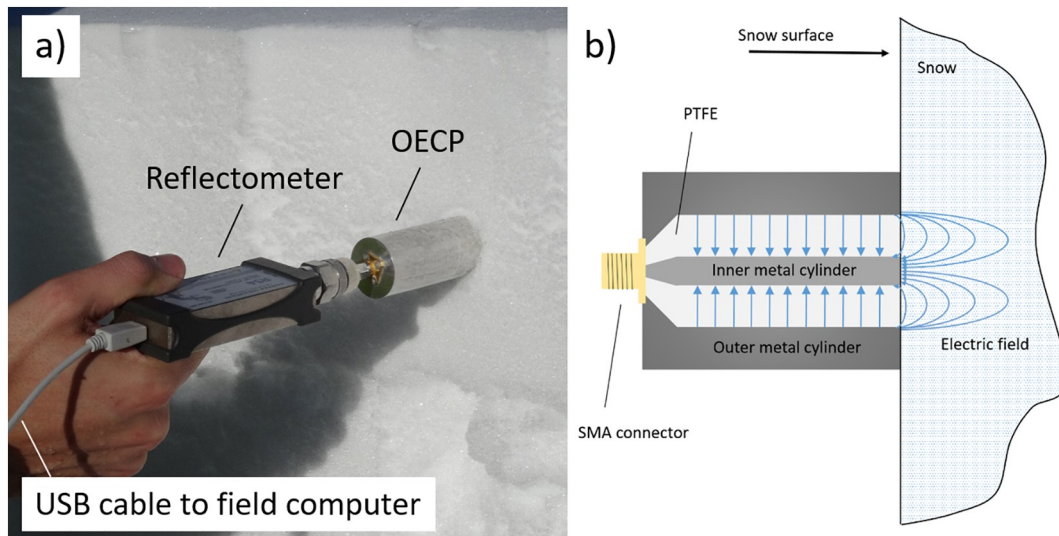 a)
OECP
Reflectometer
USB cable to field computer
b)
Snow surface
Snow
PTFE
Inner metal cylinder
Outer metal cylinder
Electric field
SMA connector